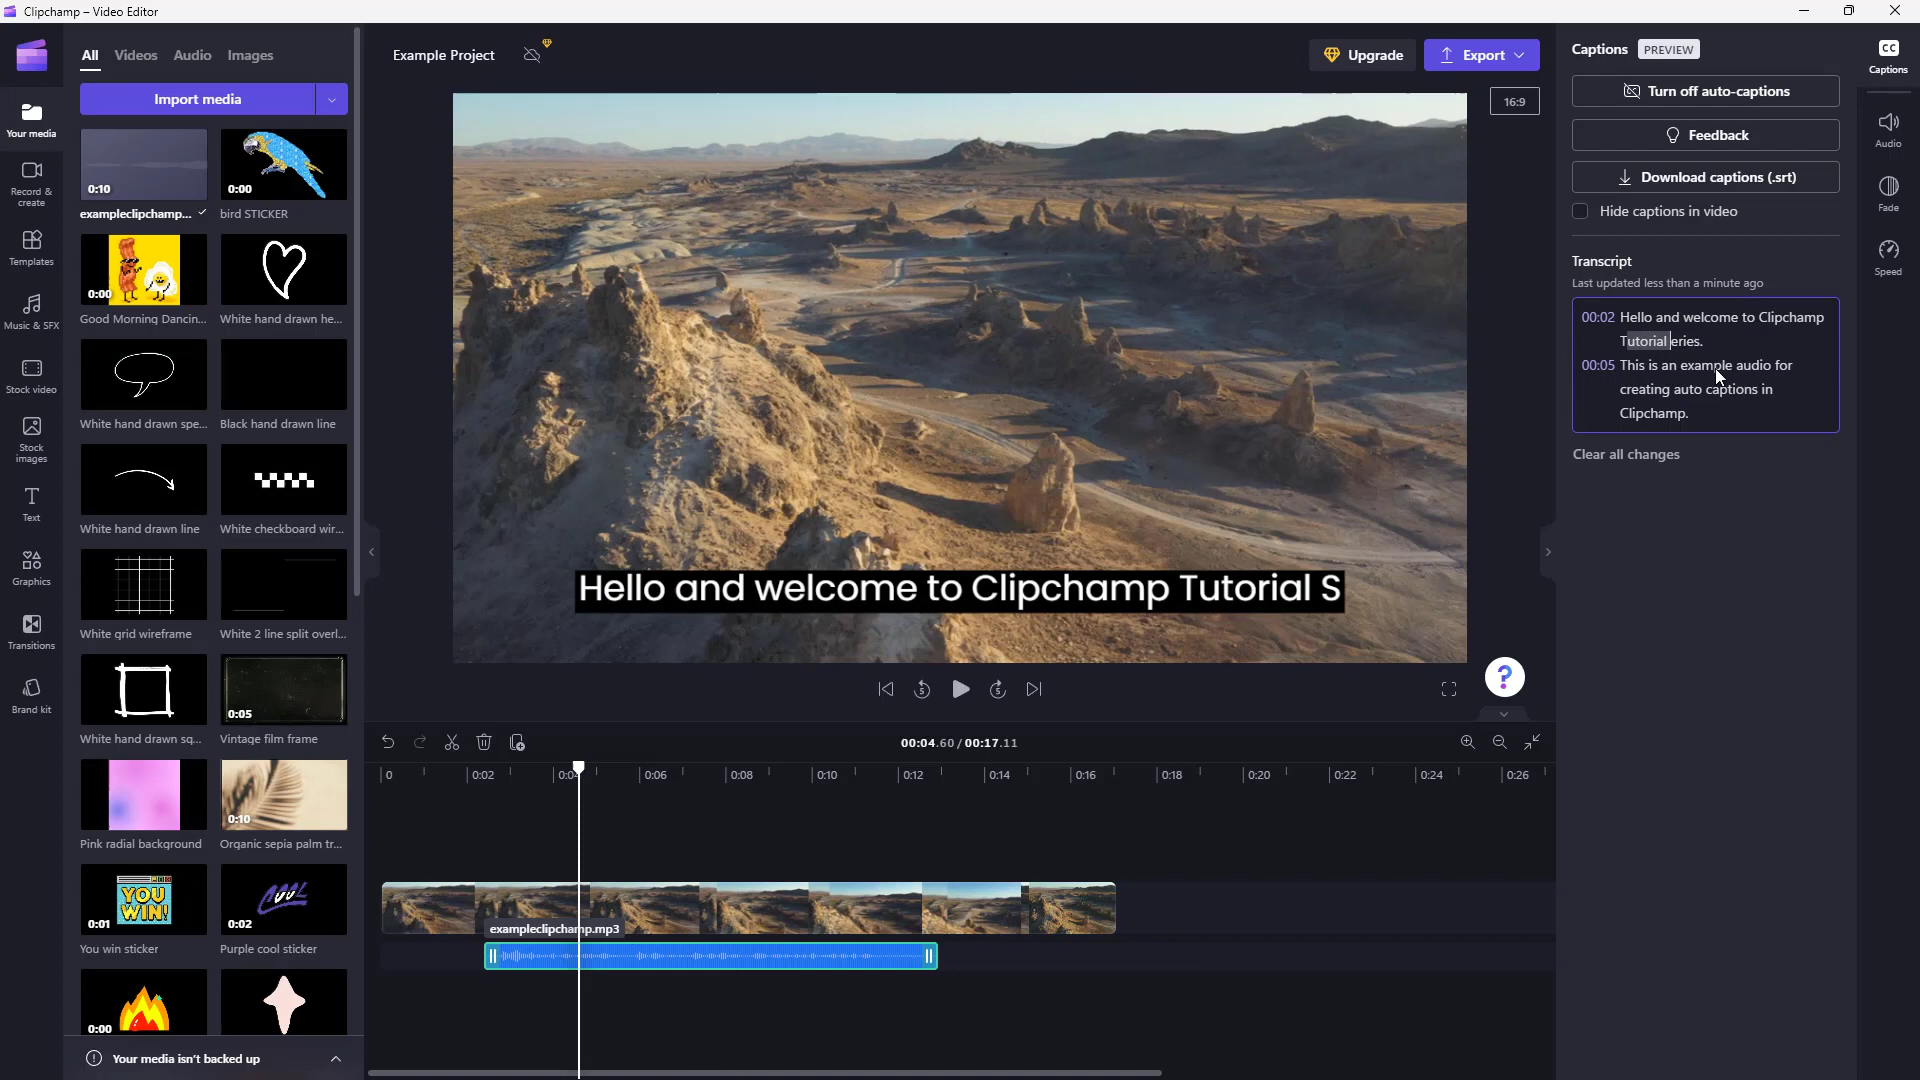 Clipchamp – Video Editor
All Videos Audio Images
Import media
Your media
Record &
create
Templates
Music & SFX
Stock video
Stock
images
Text
Graphics
Transitions
Brand kit
0:10
exampleclipchamp...
0:00
bird STICKER
0:00
Good Morning Dancin...
White hand drawn he...
White hand drawn spe...
Black hand drawn line
White hand drawn line
White checkboard wir...
White grid wireframe
White 2 line split overl...
White hand drawn sq...
0:05
Vintage film frame
Pink radial background
0:10
Organic sepia palm tr...
YOU
WIN!
0:01
You win sticker
COOL
0:02
Purple cool sticker
0:00
Your media isn't backed up
Example Project
Upgrade
Export
16:9
Hello and welcome to Clipchamp Tutorial S
5
5
?
00:04.60 / 00:17.11
0 0:02 0:04 0:06 0:08 0:10 0:12 0:14 0:16 0:18 0:20 0:22 0:24 0:26
exampleclipchamp.mp3
Captions PREVIEW
Turn off auto-captions
Feedback
Download captions (.srt)
Hide captions in video
Transcript
Last updated less than a minute ago
00:02 Hello and welcome to Clipchamp
Tutorial eries.
00:05 This is an example audio for
creating auto captions in
Clipchamp.
Clear all changes
CC
Captions
Audio
Fade
Speed